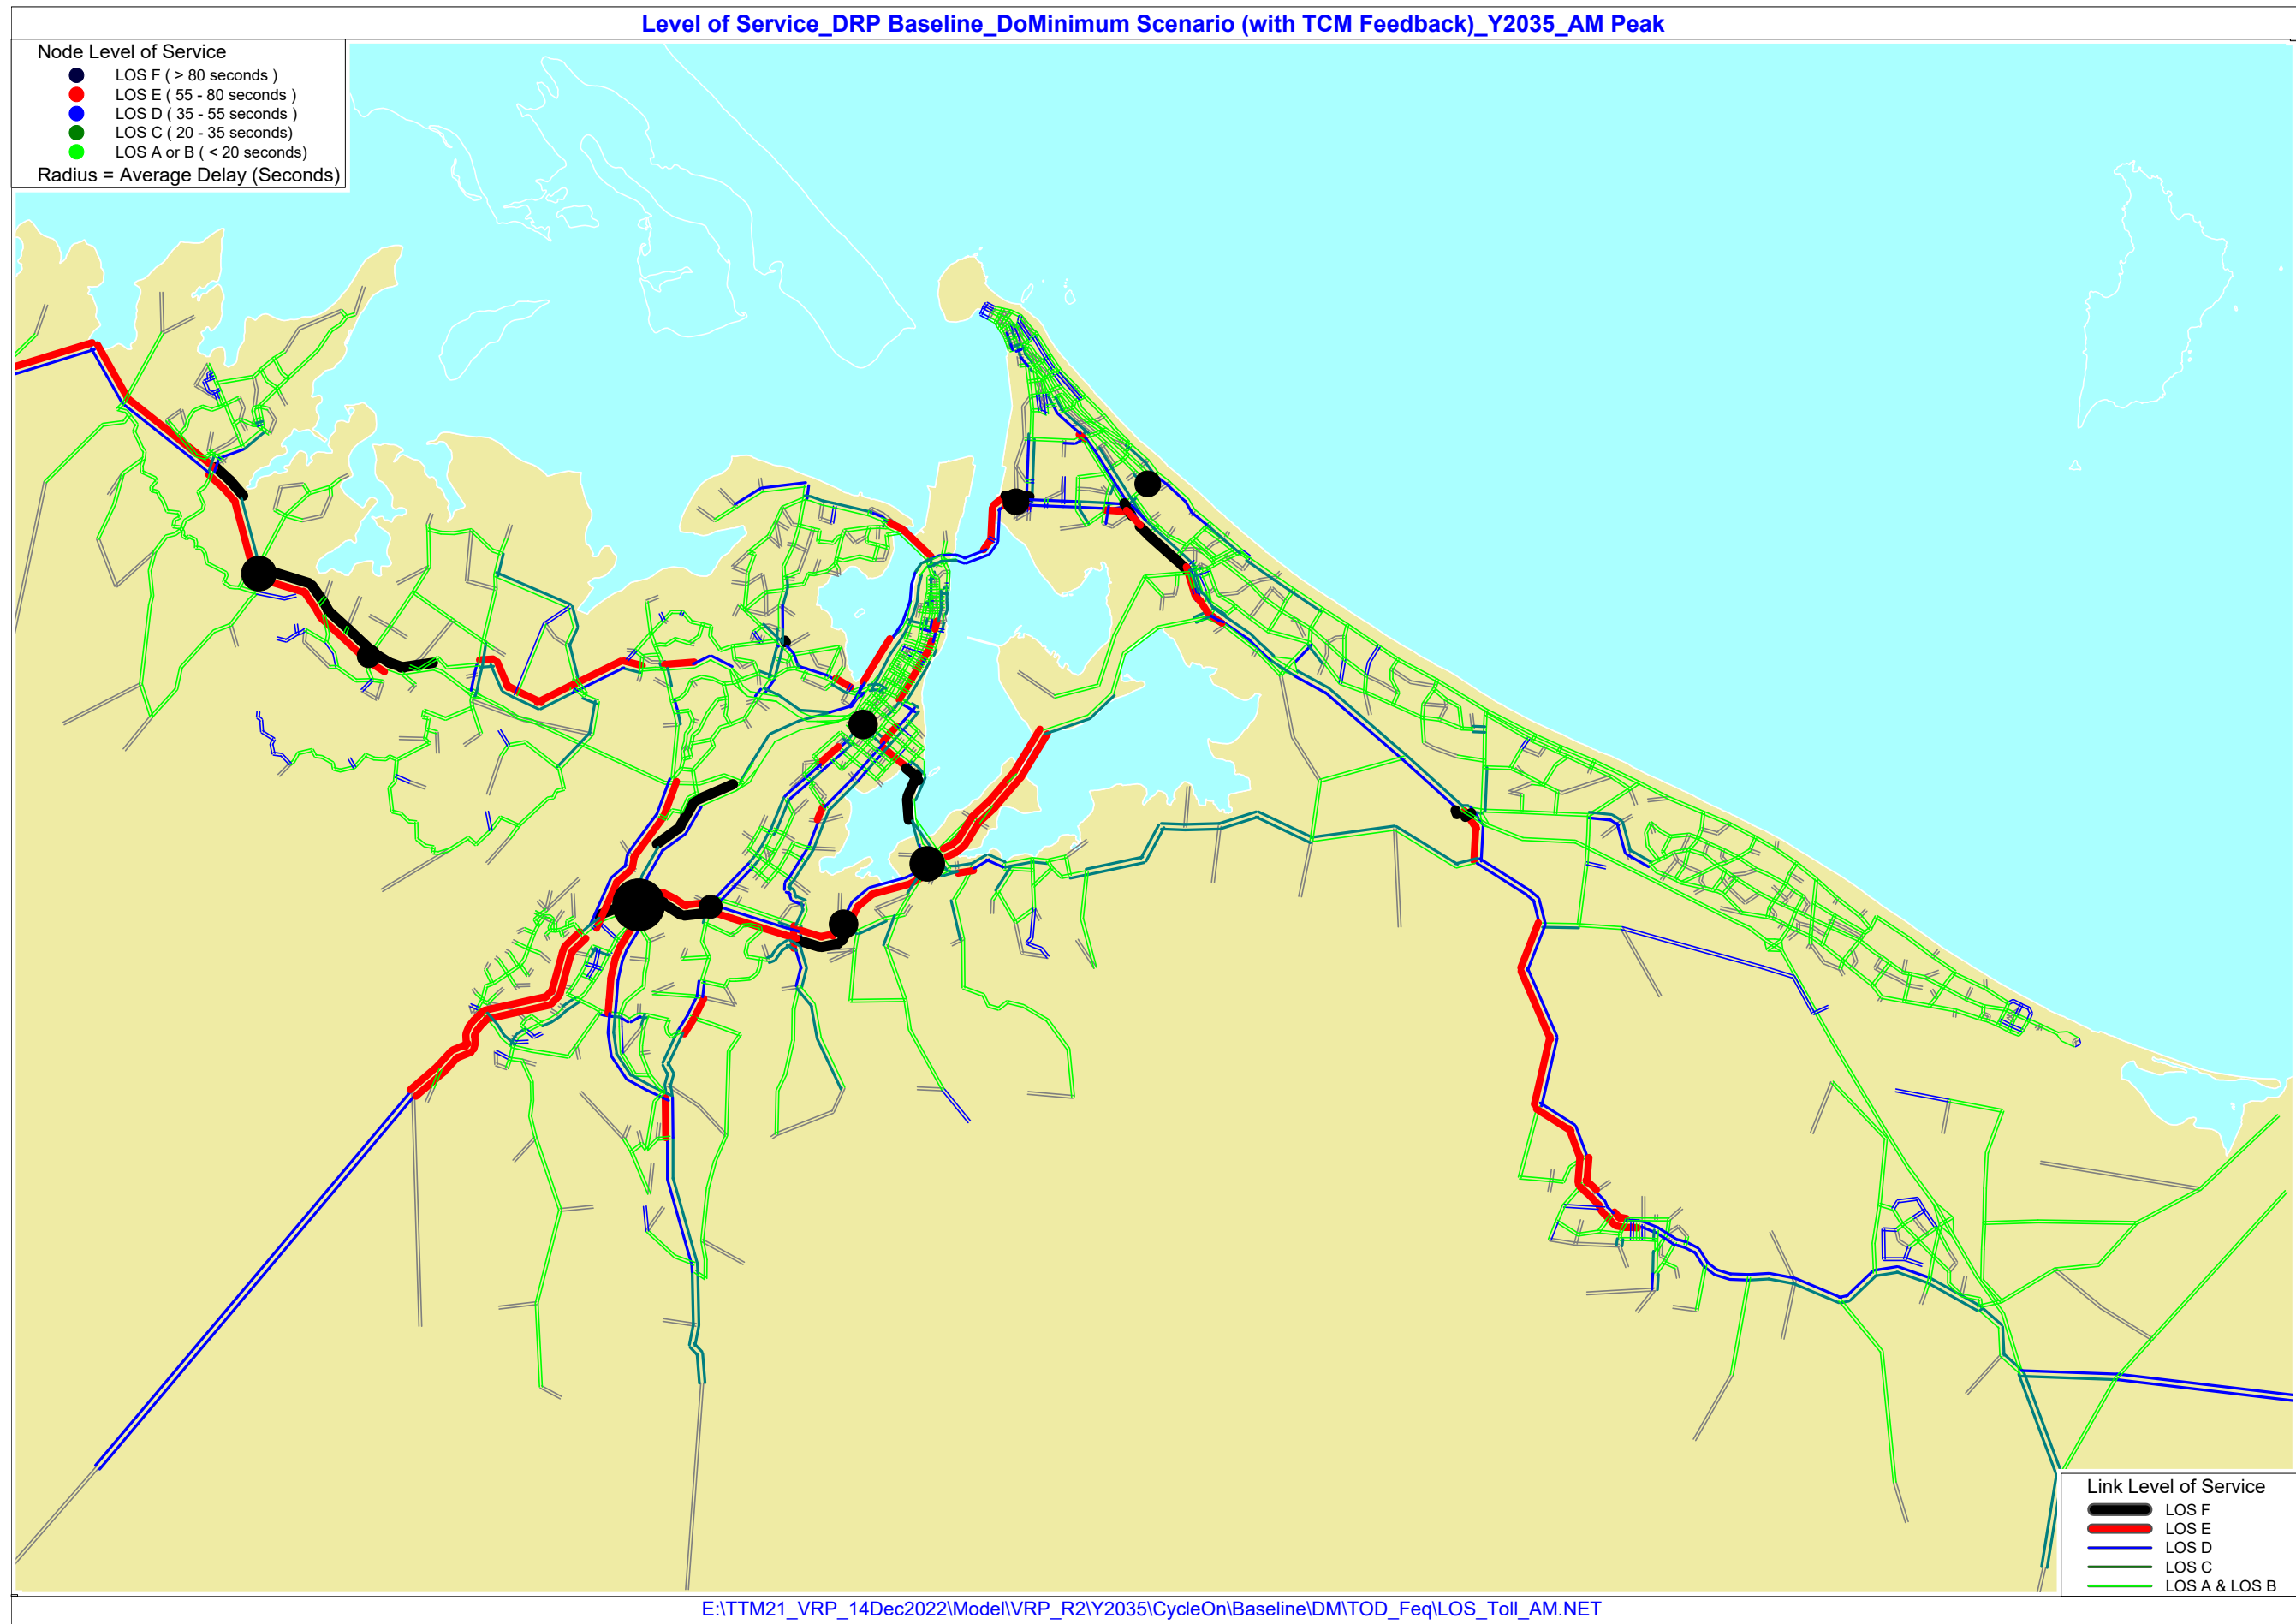 Level of Service_DRP Baseline_DoMinimum Scenario (with TCM Feedback)_Y2035_AM Peak
Node Level of Service
LOS F ( > 80 seconds )
LOS E ( 55 - 80 seconds )
LOS D ( 35 - 55 seconds )
LOS C ( 20 - 35 seconds)
LOS A or B ( < 20 seconds)
Radius = Average Delay (Seconds)
Link Level of Service
LOS F
LOS E
LOS D
LOS C
LOS A & LOS B
E:\TTM21_VRP_14Dec2022\Model\VRP_R2\Y2035\CycleOn\Baseline\DM\TOD_Feq\LOS_Toll_AM.NET